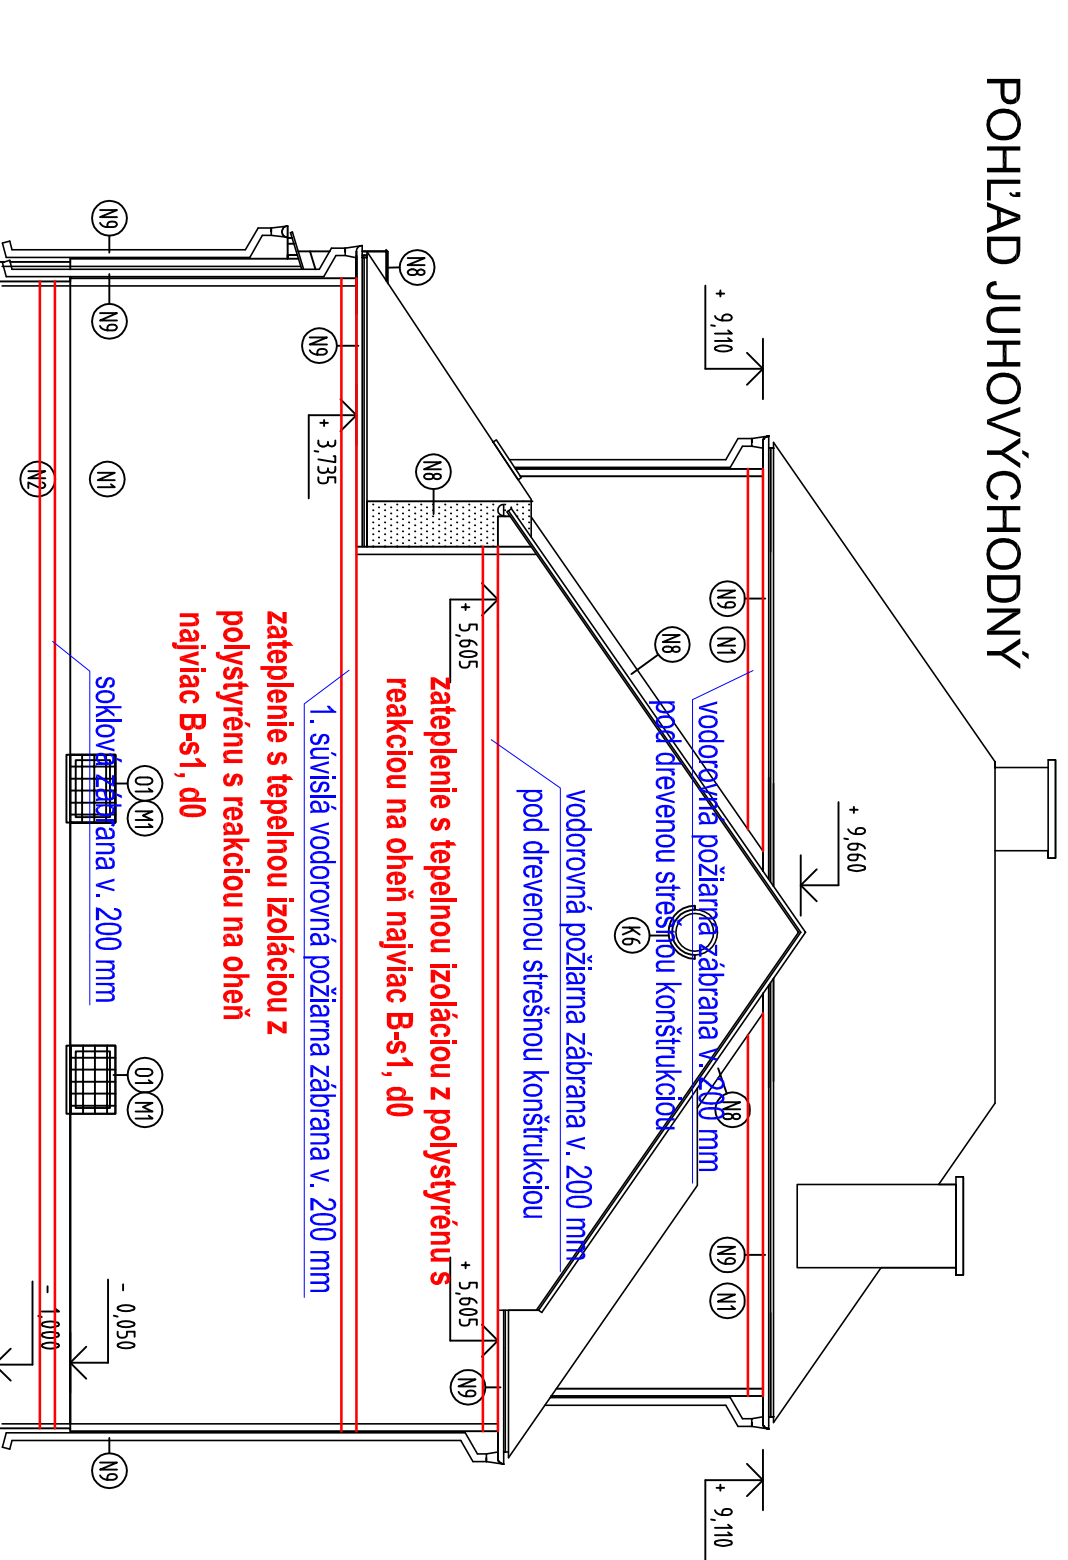 POHĽAD JUHOVÝCHODNÝ
+ 9,110
+ 9,660
+ 9,110
N9
N1
vodorovná požiarna zábrana v. 200 mm
pod drevenou strešnou konštrukciou
N8
N8
N9
N1
K6
vodorovná požiarna zábrana v. 200 mm
pod drevenou strešnou konštrukciou
N8
N8
+ 5,605
+ 5,605
N9
zateplenie s tepelnou izoláciou z polystyrénu s
reakciou na oheň najviac B-s1, d0
N9
+ 3,735
1. súvislá vodorovná požiarna zábrana v. 200 mm
zateplenie s tepelnou izoláciou z
polystyrénu s reakciou na oheň
najviac B-s1, d0
N9
N9
N1
O1
M1
O1
M1
N9
soklová zábrana v. 200 mm
- 0,050
N2
- 1,000